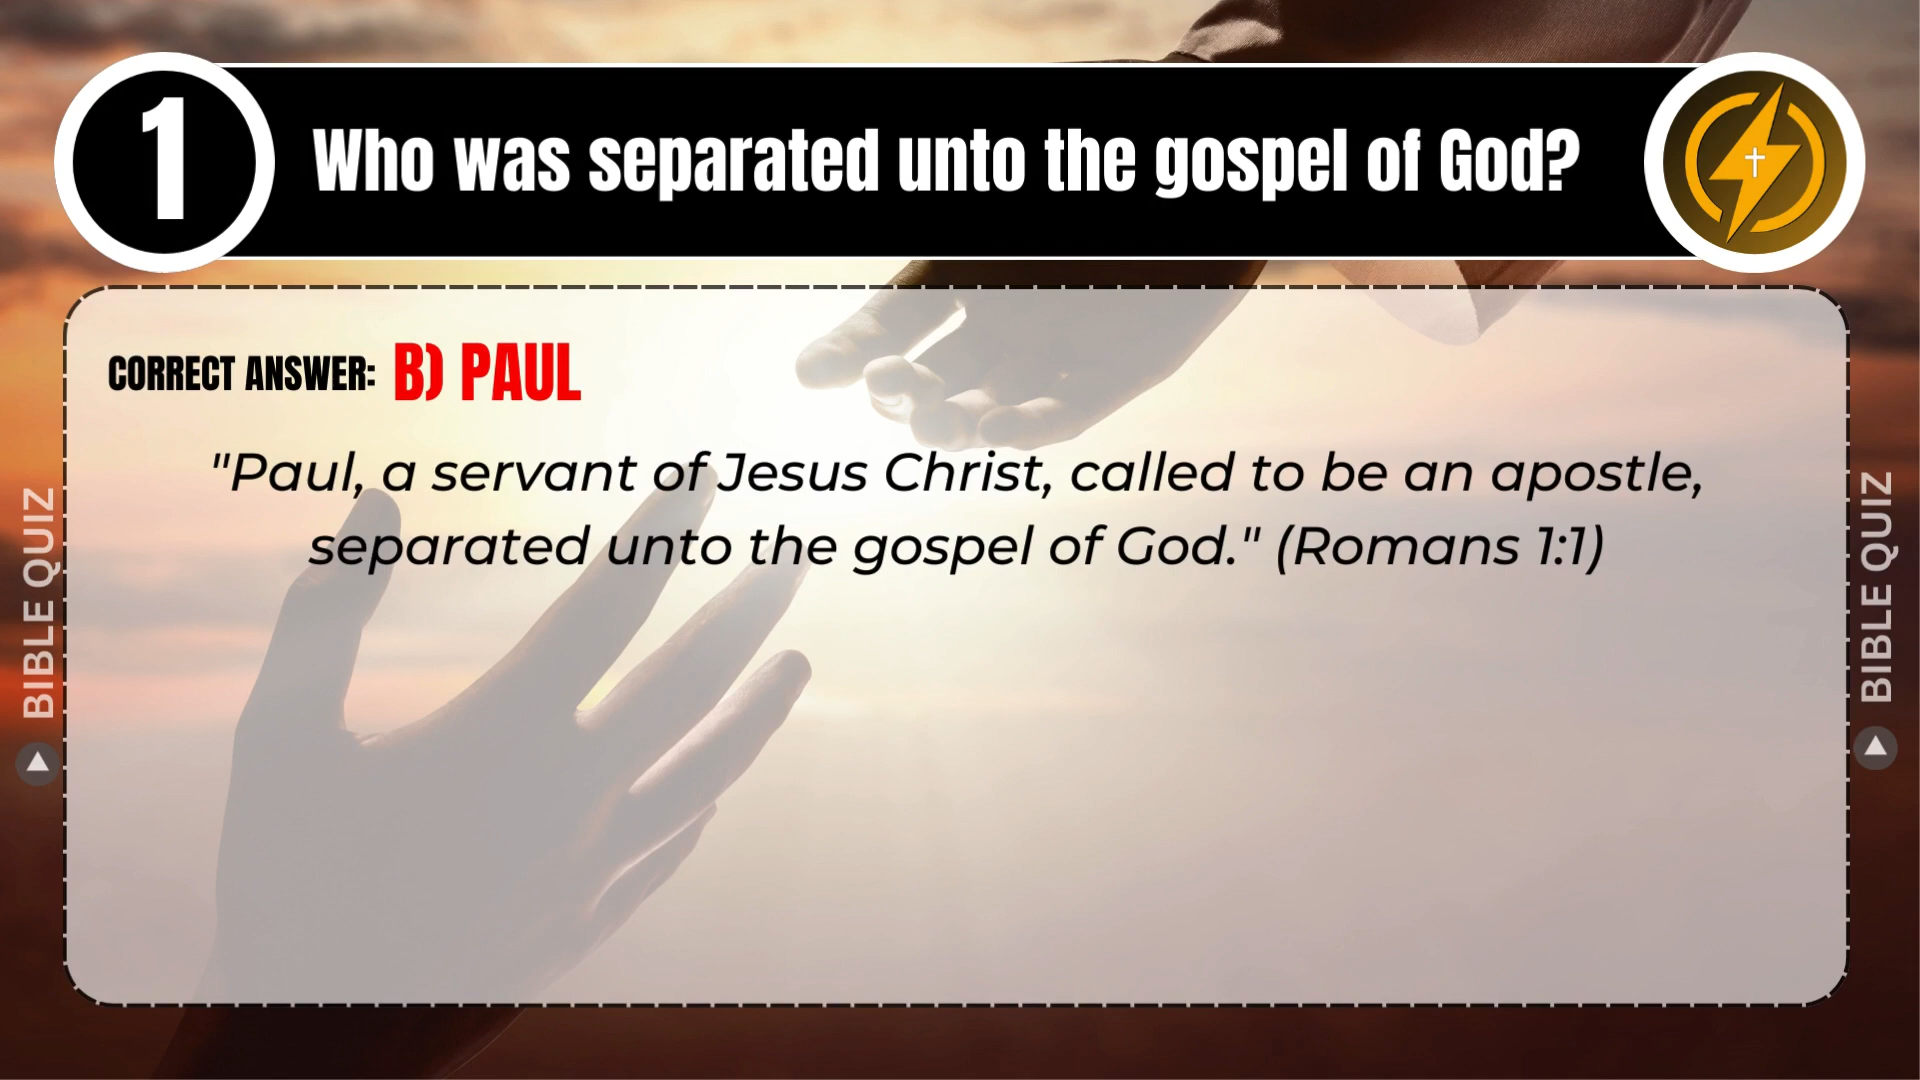 1
Who was separated unto the gospel of God?
CORRECT ANSWER: B) PAUL
"Paul, a servant of Jesus Christ, called to be an apostle,
separated unto the gospel of God." (Romans 1:1)
BIBLE QUIZ
BIBLE QUIZ